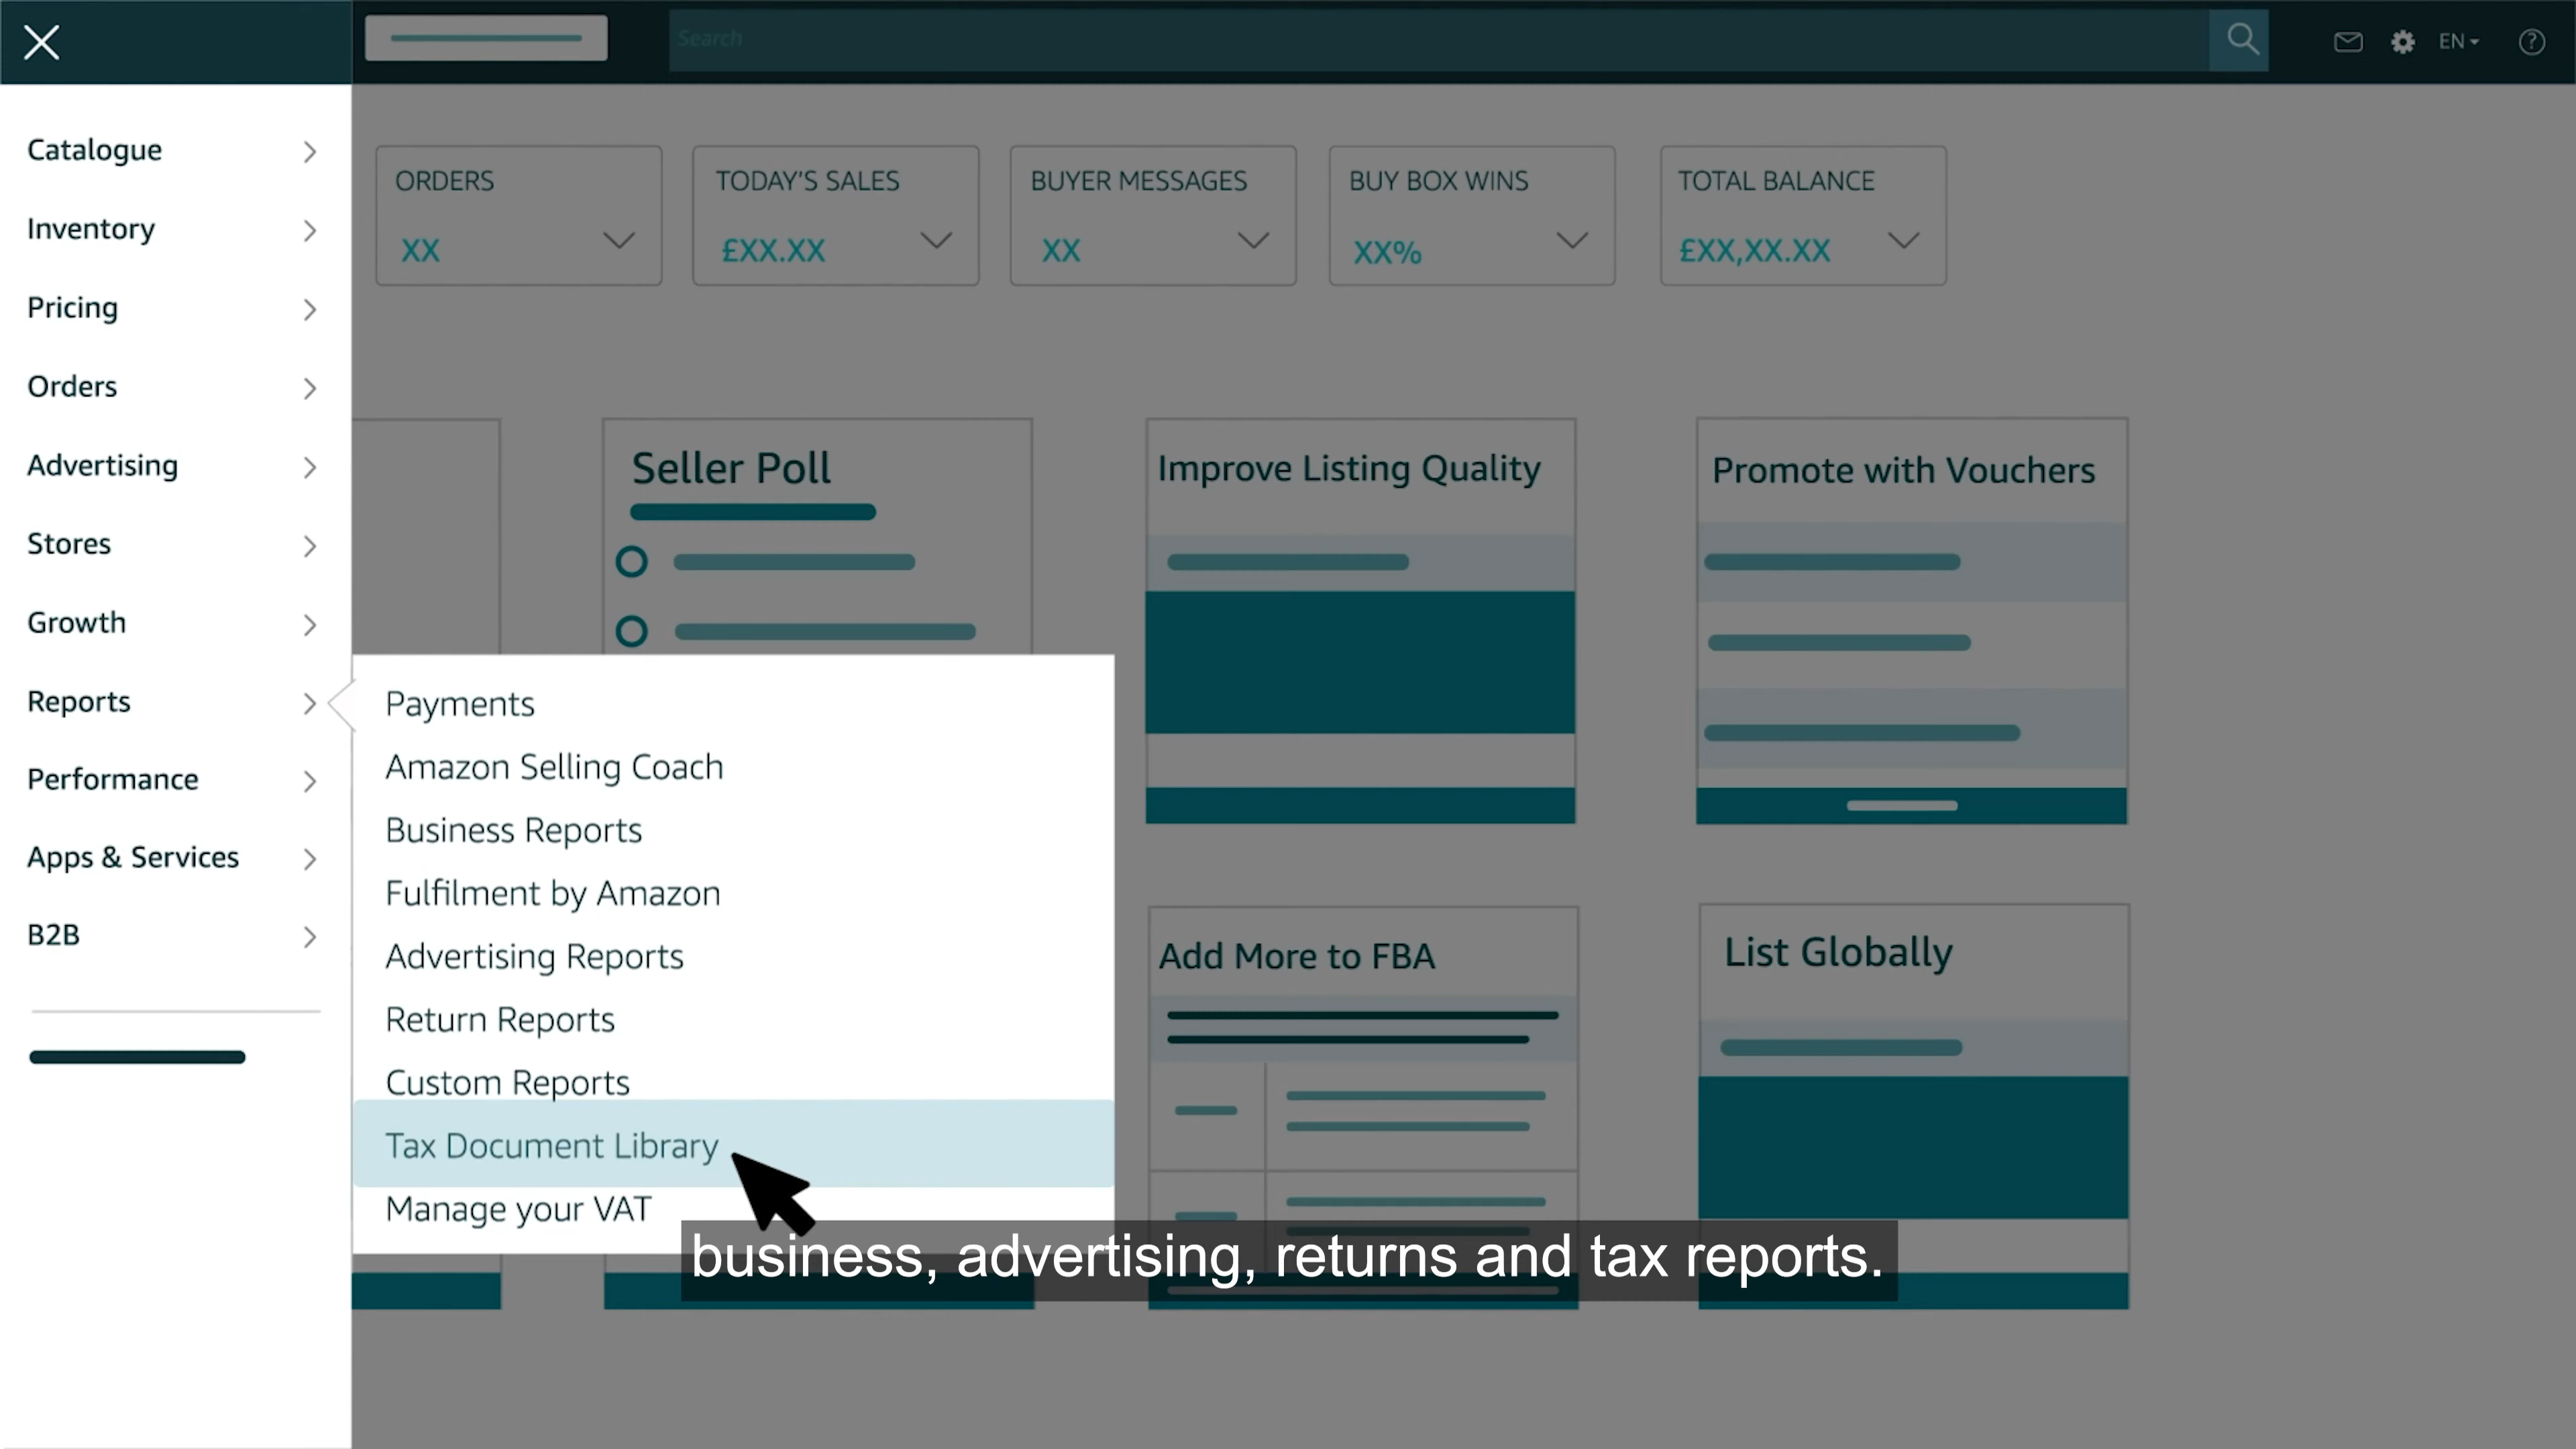 Search
EN
Catalogue
Inventory
Pricing
Orders
Advertising
Stores
Growth
Reports
Performance
Apps & Services
B2B
ORDERS
XX
TODAY'S SALES
£XX.XX
BUYER MESSAGES
XX
BUY BOX WINS
XX%
TOTAL BALANCE
£XX,XX.XX
Seller Poll
Improve Listing Quality
Promote with Vouchers
Payments
Amazon Selling Coach
Business Reports
Fulfilment by Amazon
Advertising Reports
Return Reports
Custom Reports
Tax Document Library
Manage your VAT
Add More to FBA
List Globally
business, advertising, returns and tax reports.